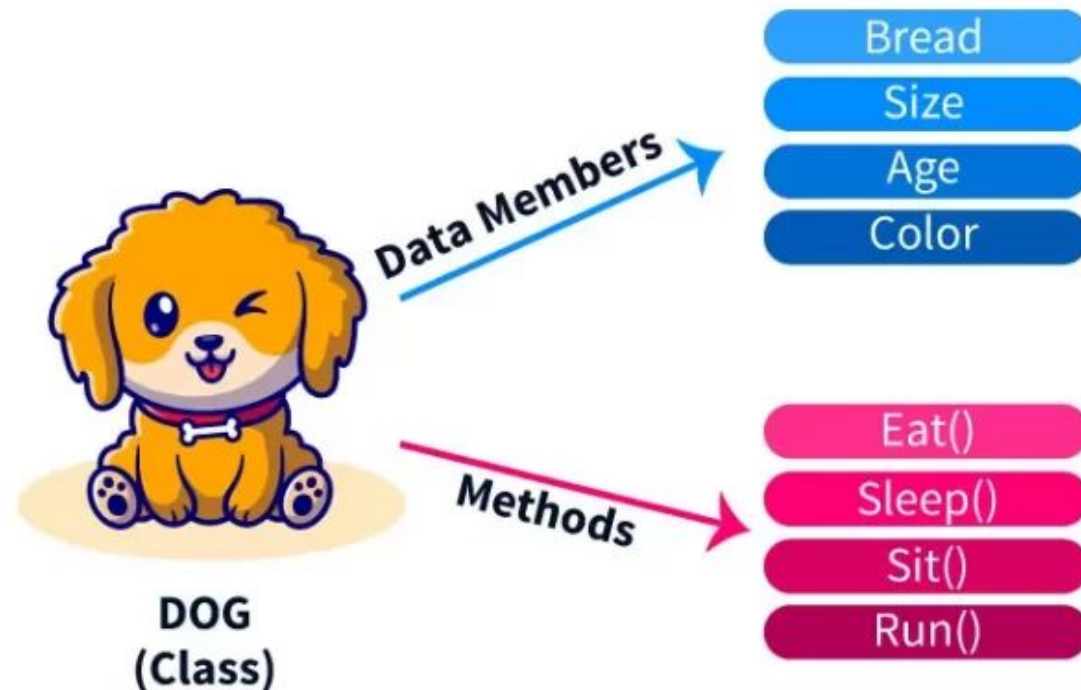 Bread
Size
Age
Color
Data Members
Eat()
Sleep()
Sit()
Run()
Methods
DOG
(Class)